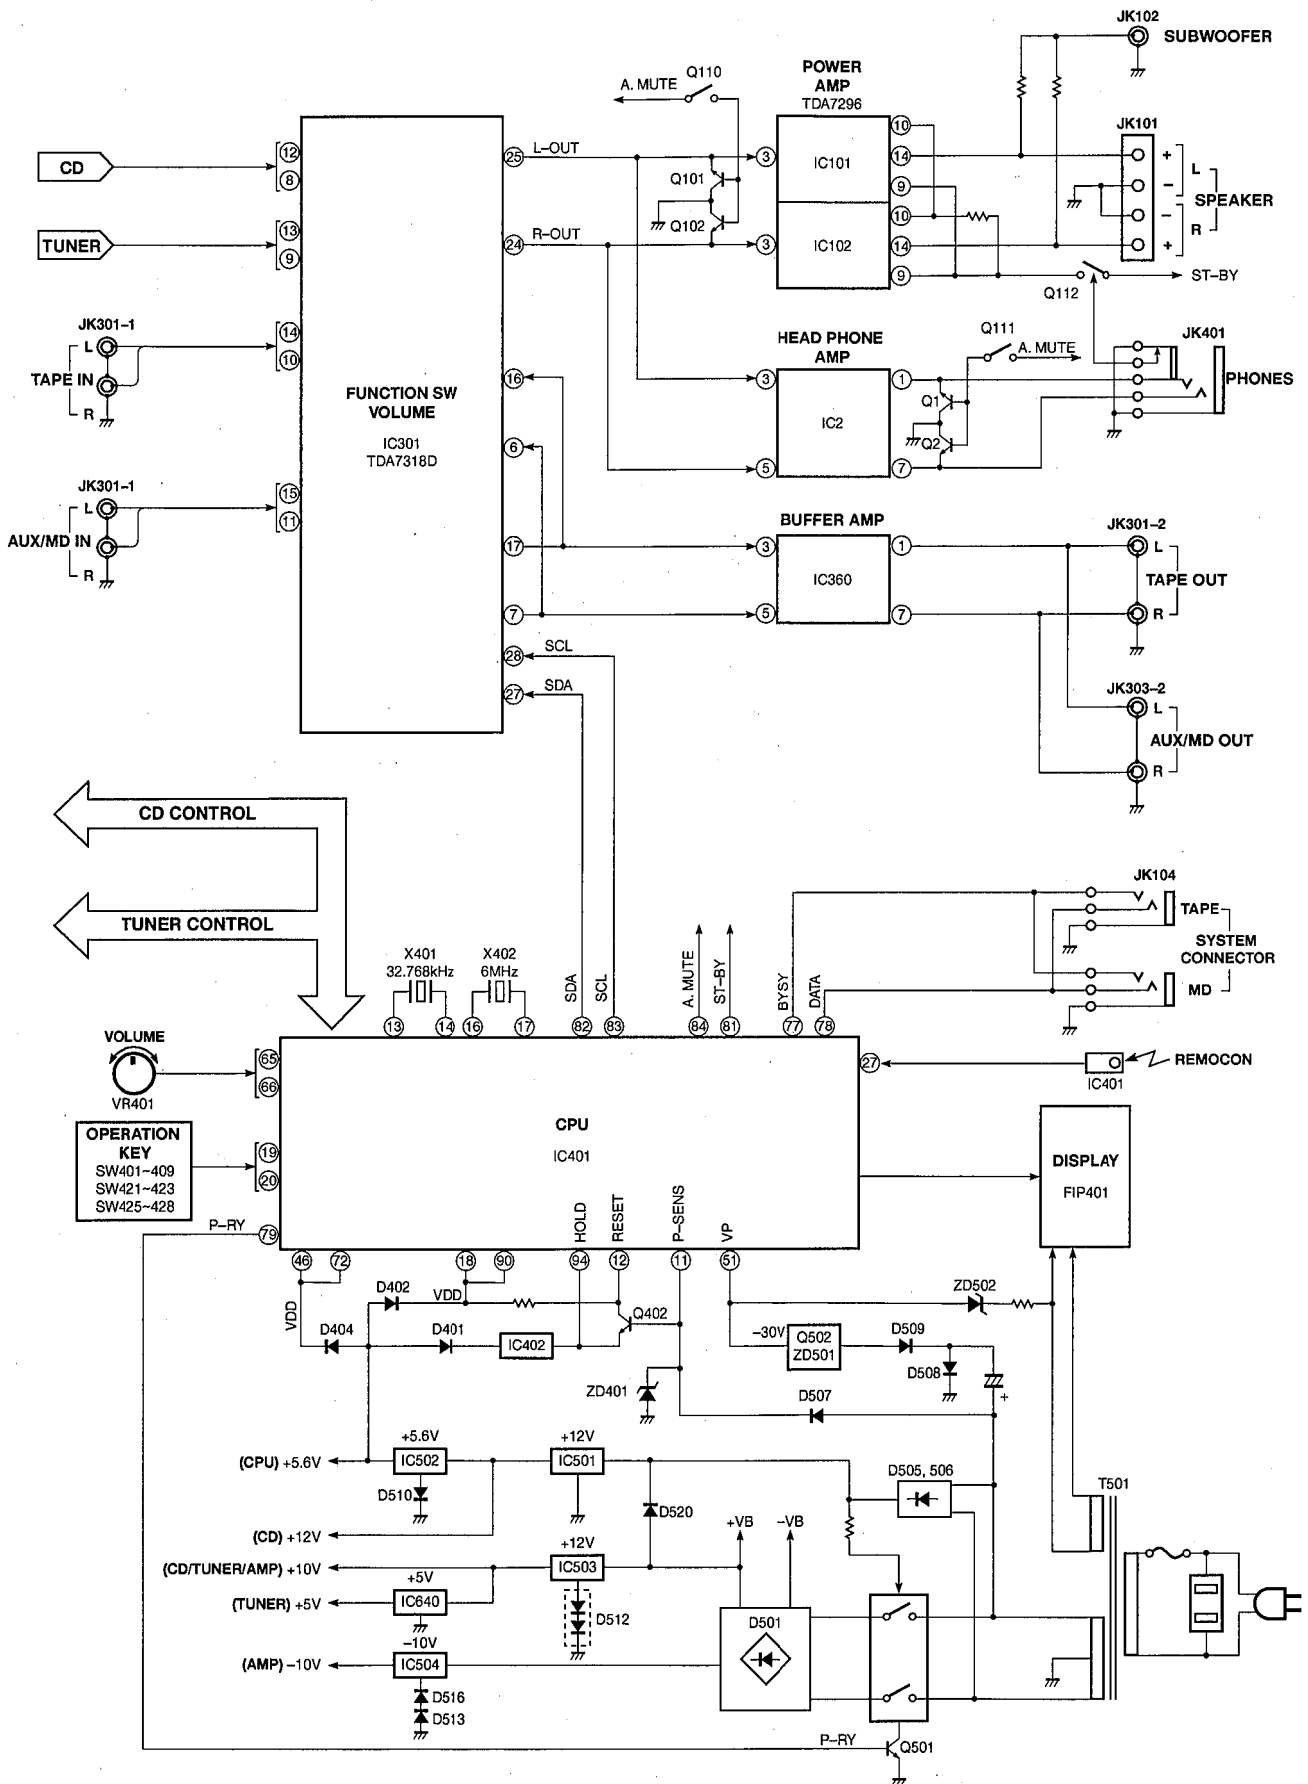 JK102
SUBWOOFER
A. MUTE
Q110
POWER
AMP
TDA7296
JK101
CD
12
8
25
L-OUT
3
IC101
10
14
9
+
L
−
SPEAKER
Q101
Q102
TUNER
13
9
24
R-OUT
3
IC102
10
14
9
−
R
+
Q112
ST-BY
JK301-1
L
TAPE IN
R
14
10
FUNCTION SW
VOLUME
IC301
TDA7318D
16
6
HEAD PHONE
AMP
3
5
IC2
1
7
Q111
A. MUTE
Q1
Q2
JK401
PHONES
JK301-1
L
AUX/MD IN
R
15
11
17
7
BUFFER AMP
3
5
IC360
1
7
JK301-2
L
TAPE OUT
R
28
SCL
27
SDA
JK303-2
L
AUX/MD OUT
R
CD CONTROL
TUNER CONTROL
X401
32.768kHz
X402
6MHz
SDA
SCL
A. MUTE
ST-BY
BYSY
DATA
JK104
TAPE
SYSTEM
CONNECTOR
MD
13
14
16
17
82
83
84
81
77
78
VOLUME
VR401
65
66
27
IC401
REMOCON
OPERATION
KEY
SW401~409
SW421~423
SW425~428
19
20
CPU
IC401
DISPLAY
FIP401
P-RY
79
HOLD
RESET
P-SENS
VP
46
72
18
90
94
12
11
51
VDD
D402
VDD
D404
D401
IC402
Q402
ZD502
-30V
Q502
ZD501
D509
D508
+
ZD401
D507
(CPU) +5.6V
+5.6V
IC502
D510
+12V
IC501
D505, 506
T501
D520
(CD) +12V
+VB
-VB
(CD/TUNER/AMP) +10V
+12V
IC503
D512
(TUNER) +5V
+5V
IC640
D501
(AMP) -10V
-10V
IC504
D516
D513
P-RY
Q501